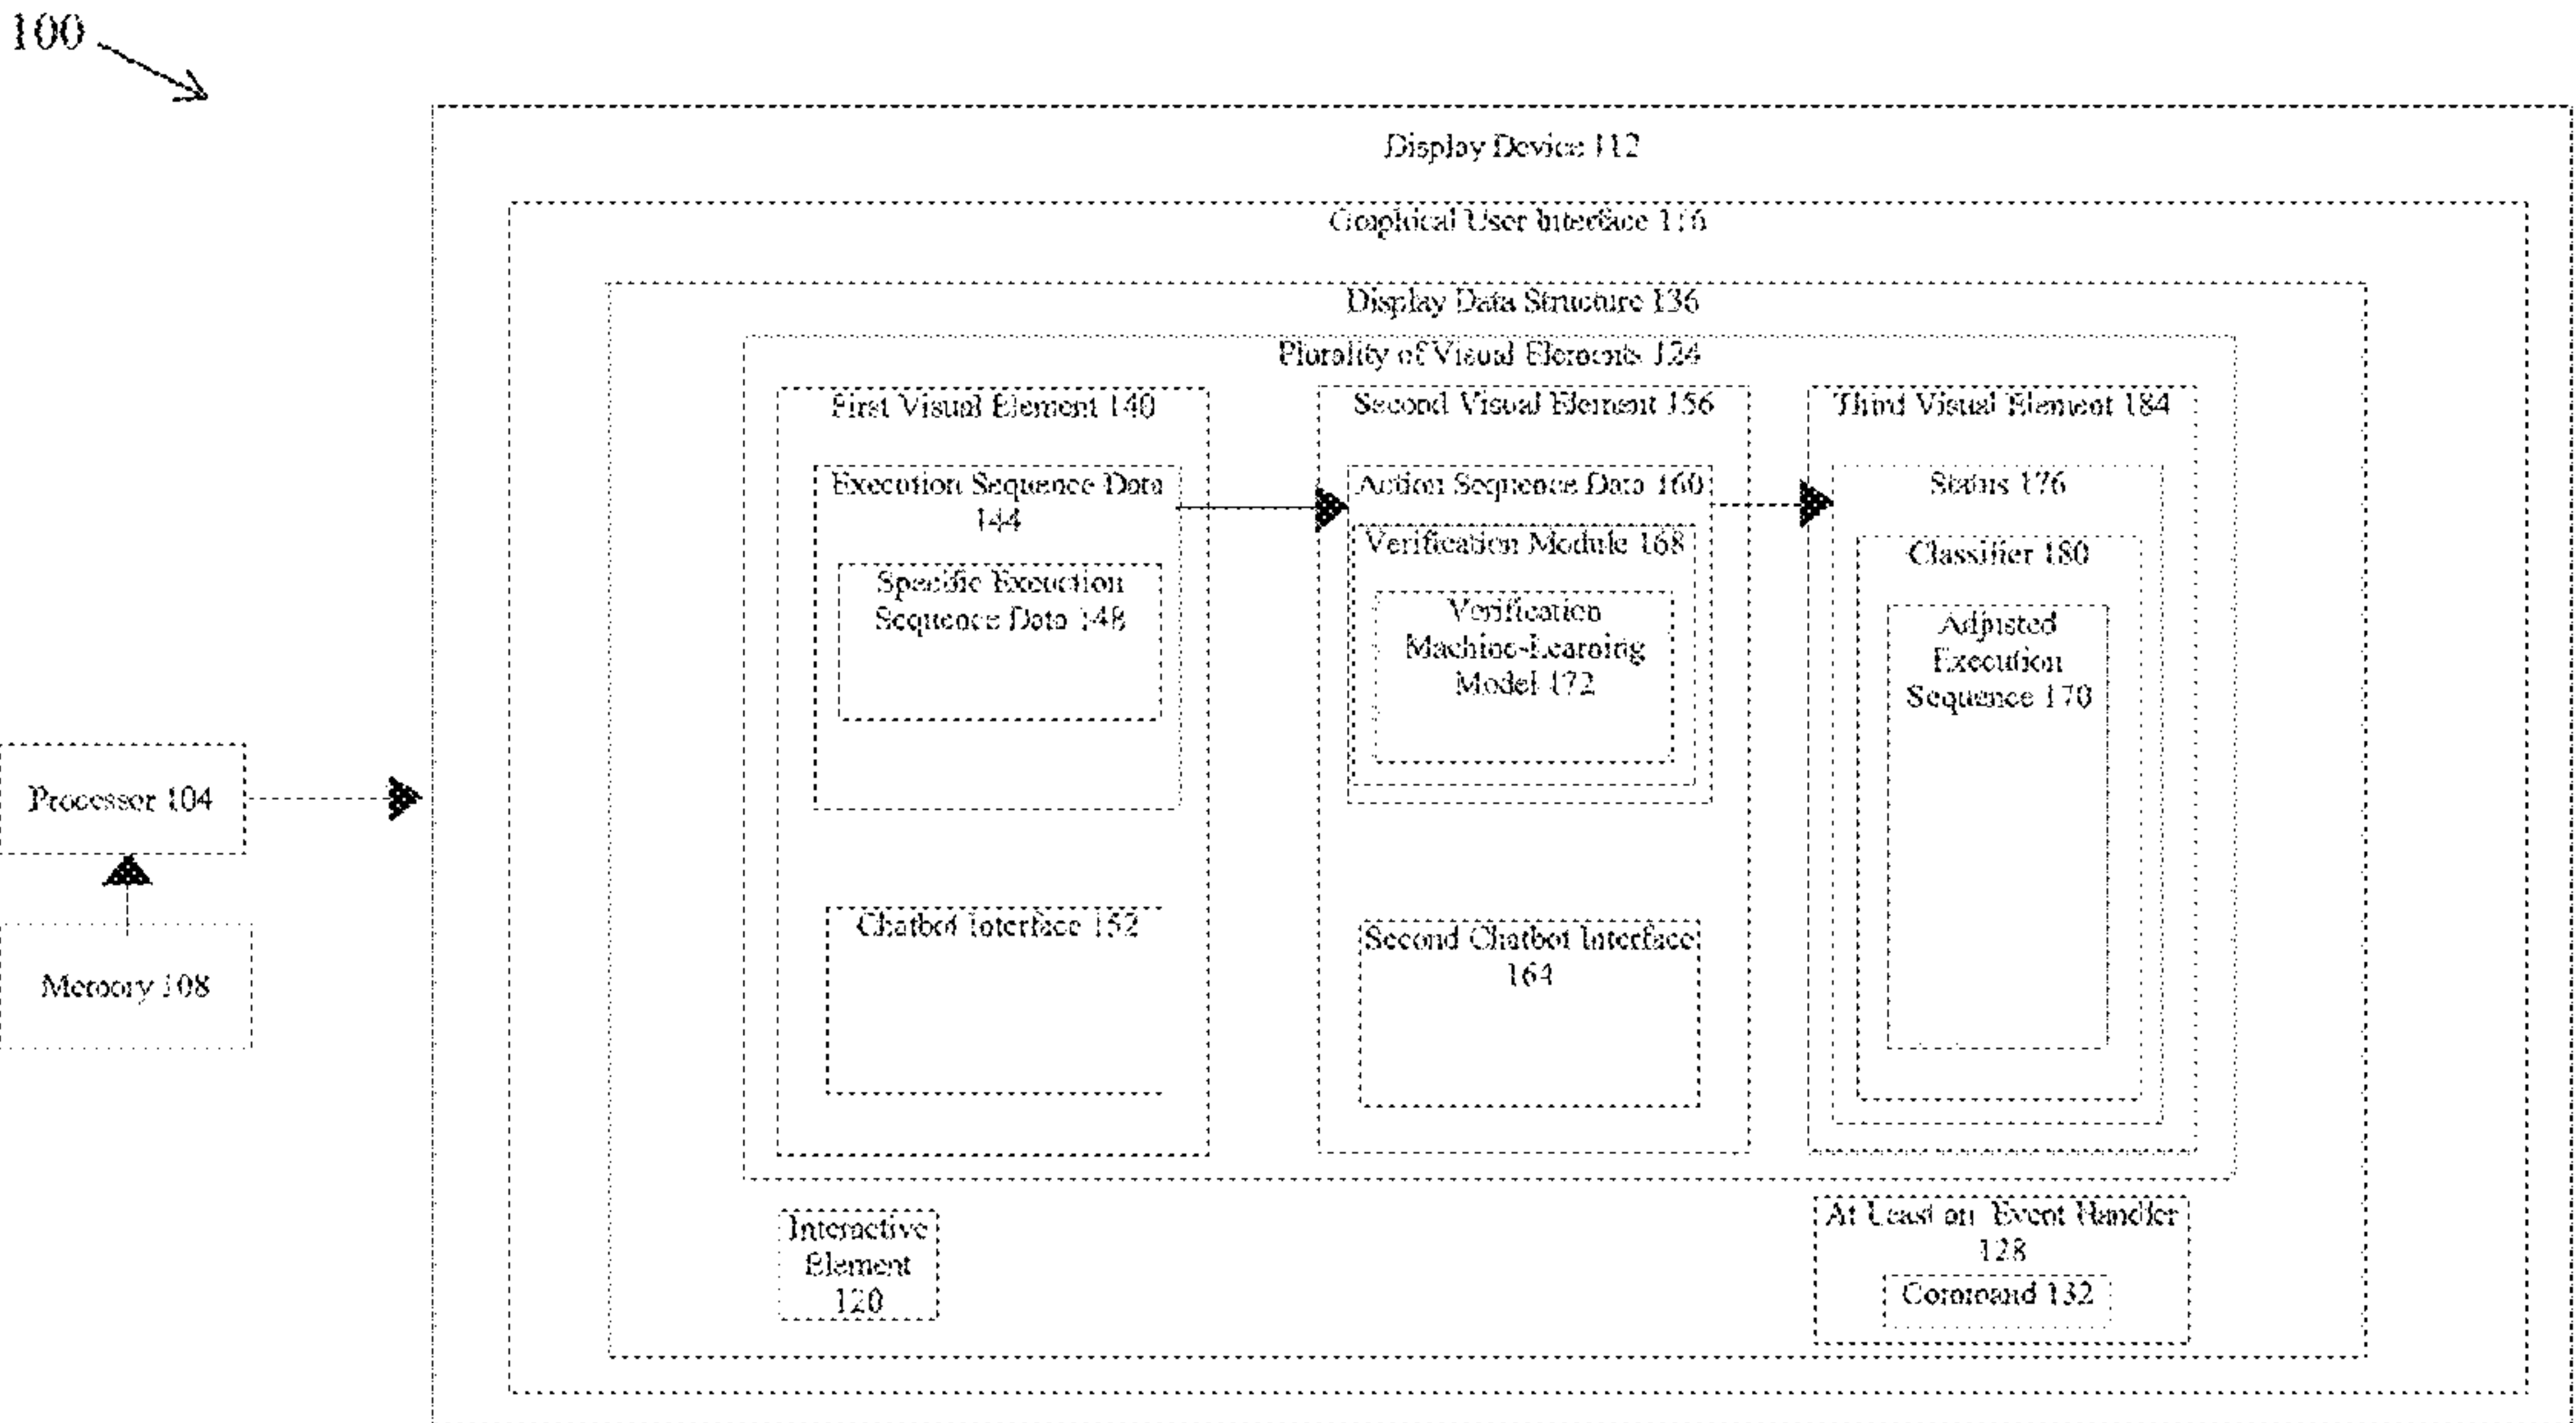 100
Display Device 112
Graphical User Interface 116
Display Data Structure 136
Plurality of Visual Elements 124
First Visual Element 140
Execution Sequence Data
144
Specific Execution
Sequence Data 148
Chatbot Interface 152
Second Visual Element 156
Action Sequence Data 160
Verification Module 168
Verification
Machine-Learning
Model 172
Second Chatbot Interface
164
Third Visual Element 184
Status 176
Classifier 180
Adjusted
Execution
Sequence 170
Processor 104
Memory 108
Interactive
Element
120
At Least on Event Handler
128
Command 132